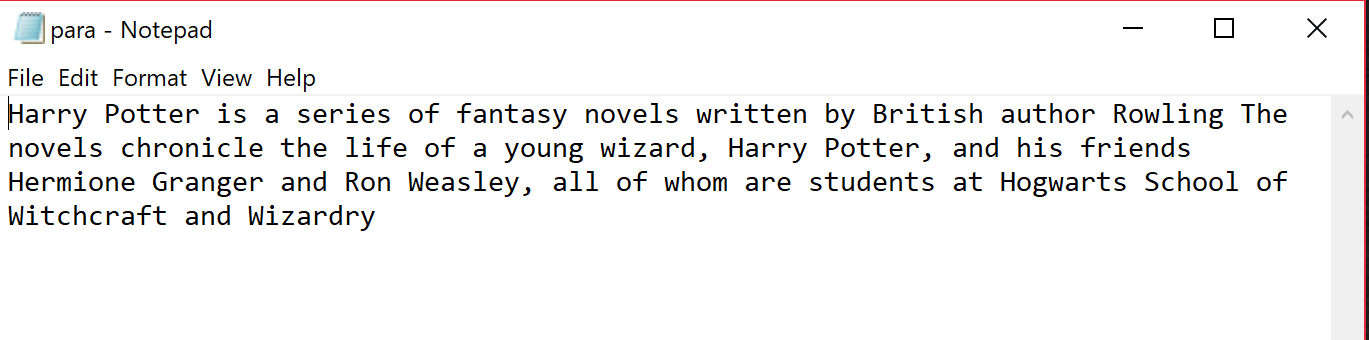 para - Notepad
File Edit Format View Help
Harry Potter is a series of fantasy novels written by British author Rowling The
novels chronicle the life of a young wizard, Harry Potter, and his friends
Hermione Granger and Ron Weasley, all of whom are students at Hogwarts School of
Witchcraft and Wizardry